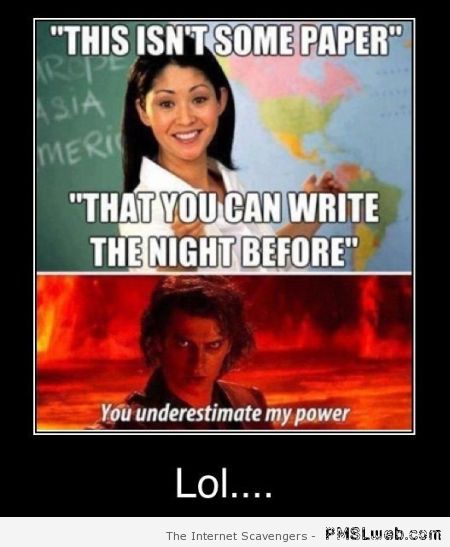 "THIS ISN'T SOME PAPER"
ASIA
"THAT YOU CAN WRITE
THE NIGHT BEFORE"
You underestimate my power
Lol....
The Internet Scavengers - PMSLweb.com